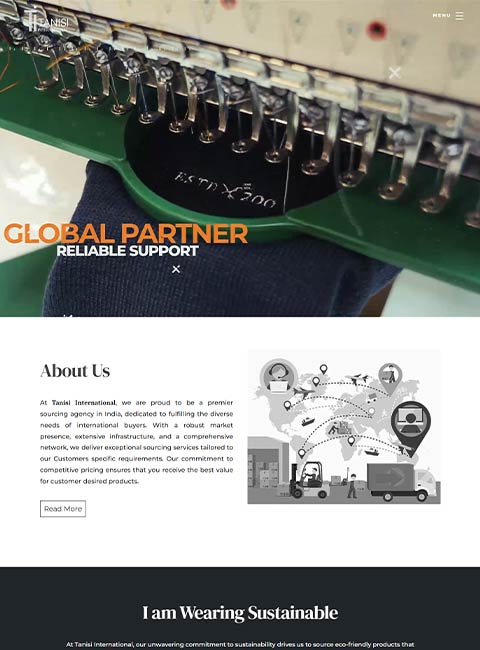 TANISI
MENU
ESTD
200
GLOBAL PARTNER
RELIABLE SUPPORT
About Us
At Tanisi International, we are proud to be a premier
sourcing agency in India, dedicated to fulfilling the diverse
needs of international buyers. With a robust market
presence, extensive infrastructure, and a comprehensive
network, we deliver exceptional sourcing services tailored to
our Customers specific requirements. Our commitment to
competitive pricing ensures that you receive the best value
for customer desired products.
Read More
I am Wearing Sustainable
At Tanisi International, our unwavering commitment to sustainability drives us to source eco-friendly products that